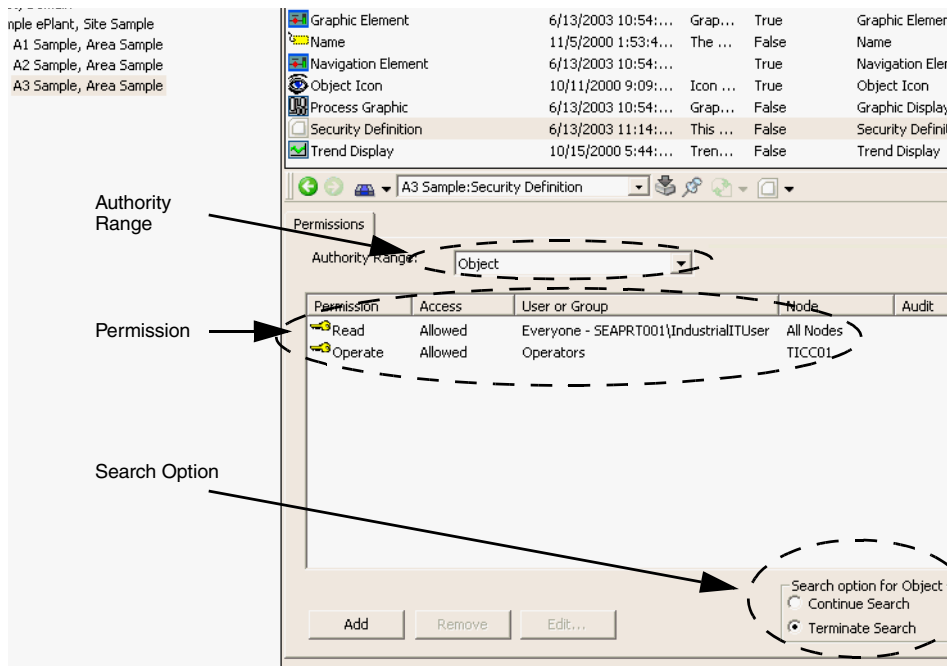 mple ePlant, Site Sample
A1 Sample, Area Sample
A2 Sample, Area Sample
A3 Sample, Area Sample
Graphic Element 6/13/2003 10:54:... Grap... True Graphic Elemen
Name 11/5/2000 1:53:4... The ... False Name
Navigation Element 6/13/2003 10:54:... True Navigation Eler
Object Icon 10/11/2000 9:09:... Icon ... True Object Icon
Process Graphic 6/13/2003 10:54:... Grap... False Graphic Display
Security Definition 6/13/2003 11:14:... This ... False Security Defini
Trend Display 10/15/2000 5:44:... Tren... False Trend Display
A3 Sample:Security Definition
Authority
Range
Permissions
Authority Range:
Object
Permission Access User or Group Node Audit
Permission
Read Allowed Everyone - SEAPRT001\IndustrialITUser All Nodes
Operate Allowed Operators TICC01
Search Option
Search option for Object
Continue Search
Terminate Search
Add Remove Edit...